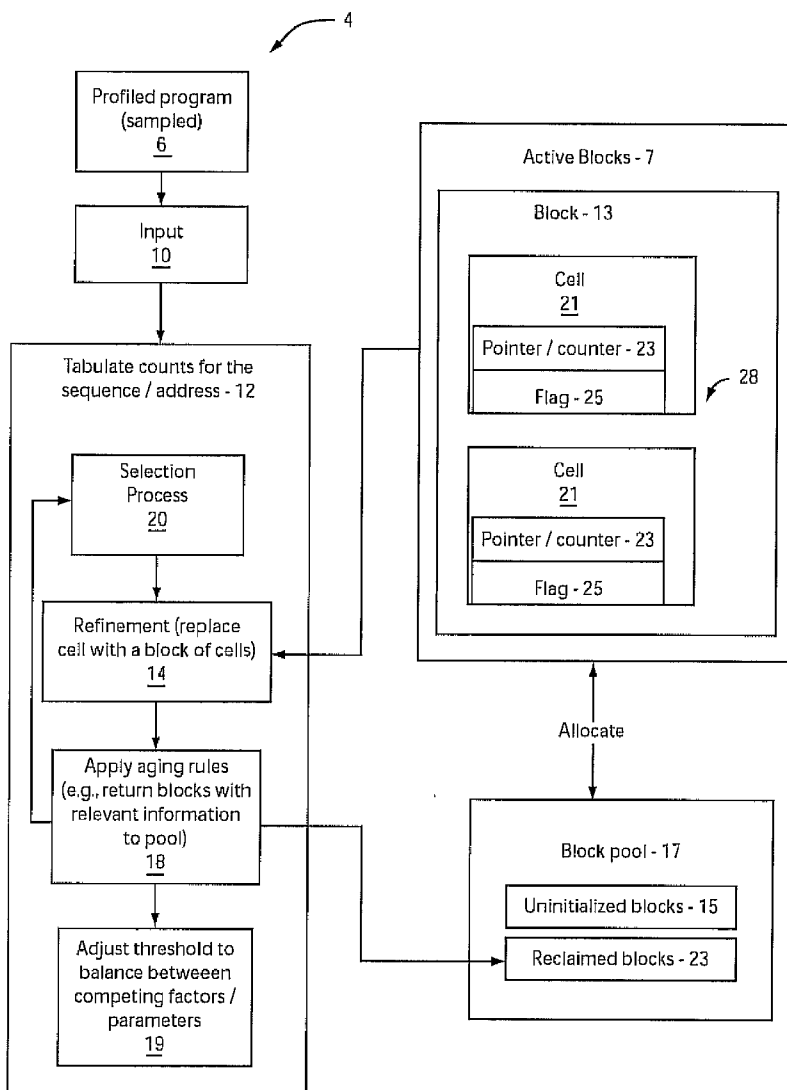 4
Profiled program
(sampled)
6
Input
10
Tabulate counts for the
sequence / address - 12
Selection
Process
20
Refinement (replace
cell with a block of cells)
14
Apply aging rules
(e.g., return blocks with
relevant information
to pool)
18
Adjust threshold to
balance betweeen
competing factors /
parameters
19
Active Blocks - 7
Block - 13
Cell
21
Pointer / counter - 23
Flag - 25
28
Cell
21
Pointer / counter - 23
Flag - 25
Allocate
Block pool - 17
Uninitialized blocks - 15
Reclaimed blocks - 23